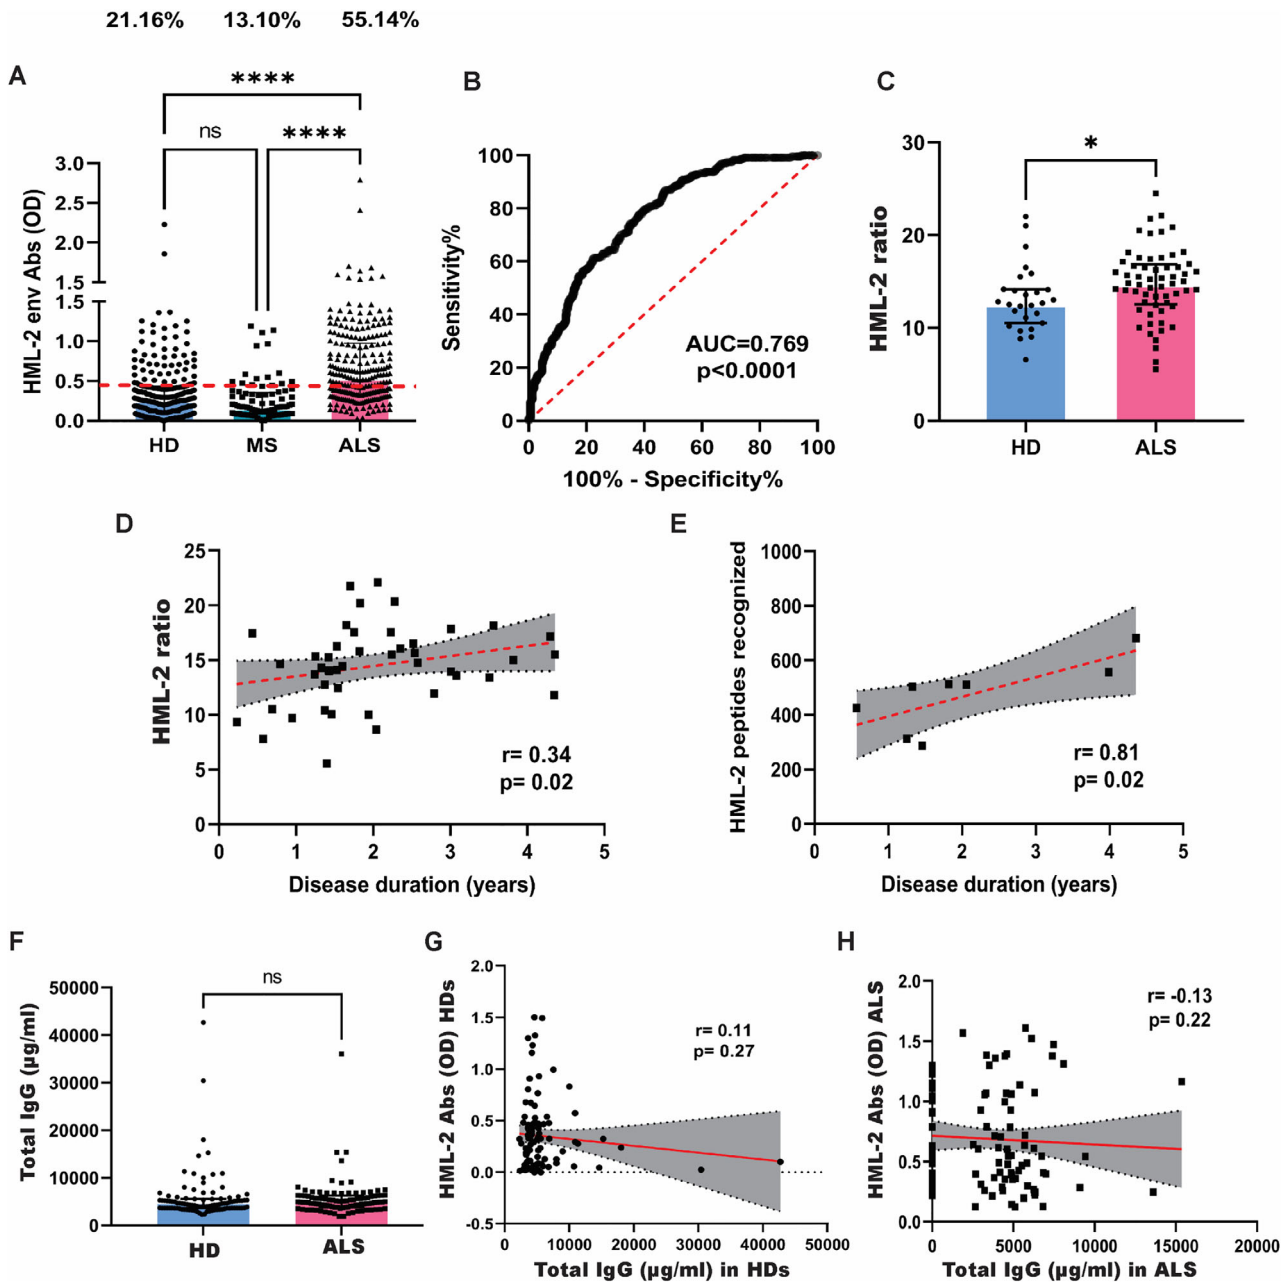 21.16% 13.10% 55.14%
A
****
ns ****
HML-2 env Abs (OD)
3.0
2.5
2.0
1.5
1.5
1.0
0.5
0.0
HD MS ALS
B
Sensitivity%
100
80
60
40
20
0
AUC=0.769
p<0.0001
0 20 40 60 80 100
100% - Specificity%
C
*
HML-2 ratio
30
20
10
0
HD ALS
D
HML-2 ratio
25
20
15
10
5
0
r= 0.34
p= 0.02
0 1 2 3 4 5
Disease duration (years)
E
HML-2 peptides recognized
1000
800
600
400
200
0
r= 0.81
p= 0.02
0 1 2 3 4 5
Disease duration (years)
F
ns
Total IgG (µg/ml)
50000
40000
30000
20000
10000
0
HD ALS
G
HML-2 Abs (OD) HDs
2.0
1.5
1.0
0.5
0.0
-0.5
r= 0.11
p= 0.27
0 10000 20000 30000 40000 50000
Total IgG (µg/ml) in HDs
H
HML-2 Abs (OD) ALS
2.0
1.5
1.0
0.5
0.0
r= -0.13
p= 0.22
0 5000 10000 15000 20000
Total IgG (µg/ml) in ALS